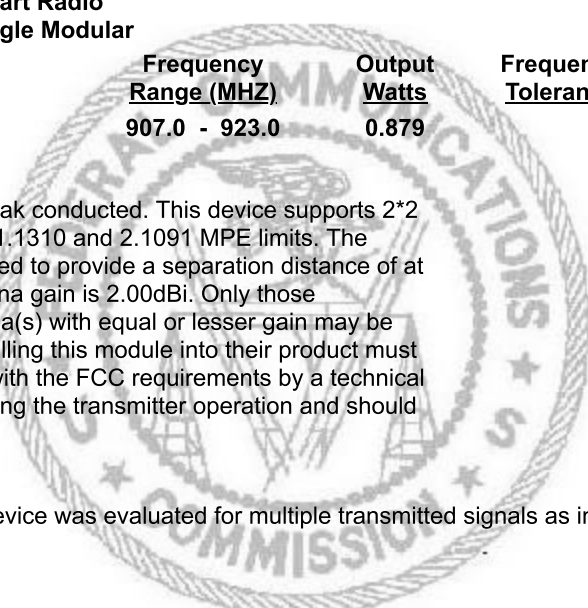 art Radio
gle Modular
Frequency Output Frequen
Range (MHZ) Watts Toleran
907.0 - 923.0 0.879
ak conducted. This device supports 2*2
1.1310 and 2.1091 MPE limits. The
ed to provide a separation distance of at
na gain is 2.00dBi. Only those
a(s) with equal or lesser gain may be
lling this module into their product must
with the FCC requirements by a technical
ng the transmitter operation and should
evice was evaluated for multiple transmitted signals as in
FEDERAL COMMUNICATIONS
COMMISSION
U S